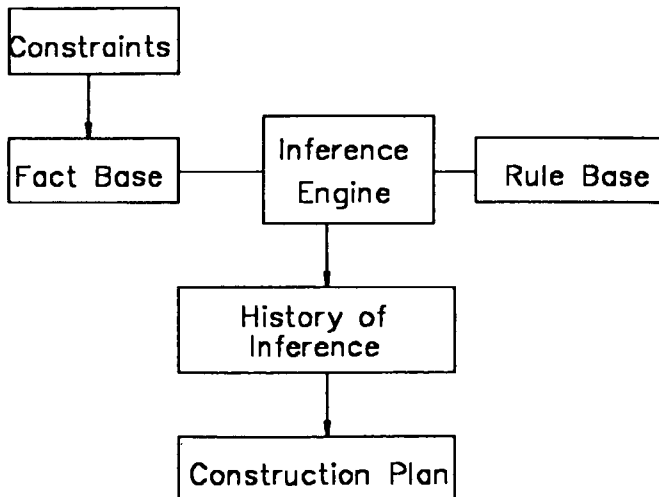 Constraints
Fact Base
Inference
Engine
Rule Base
History of
Inference
Construction Plan